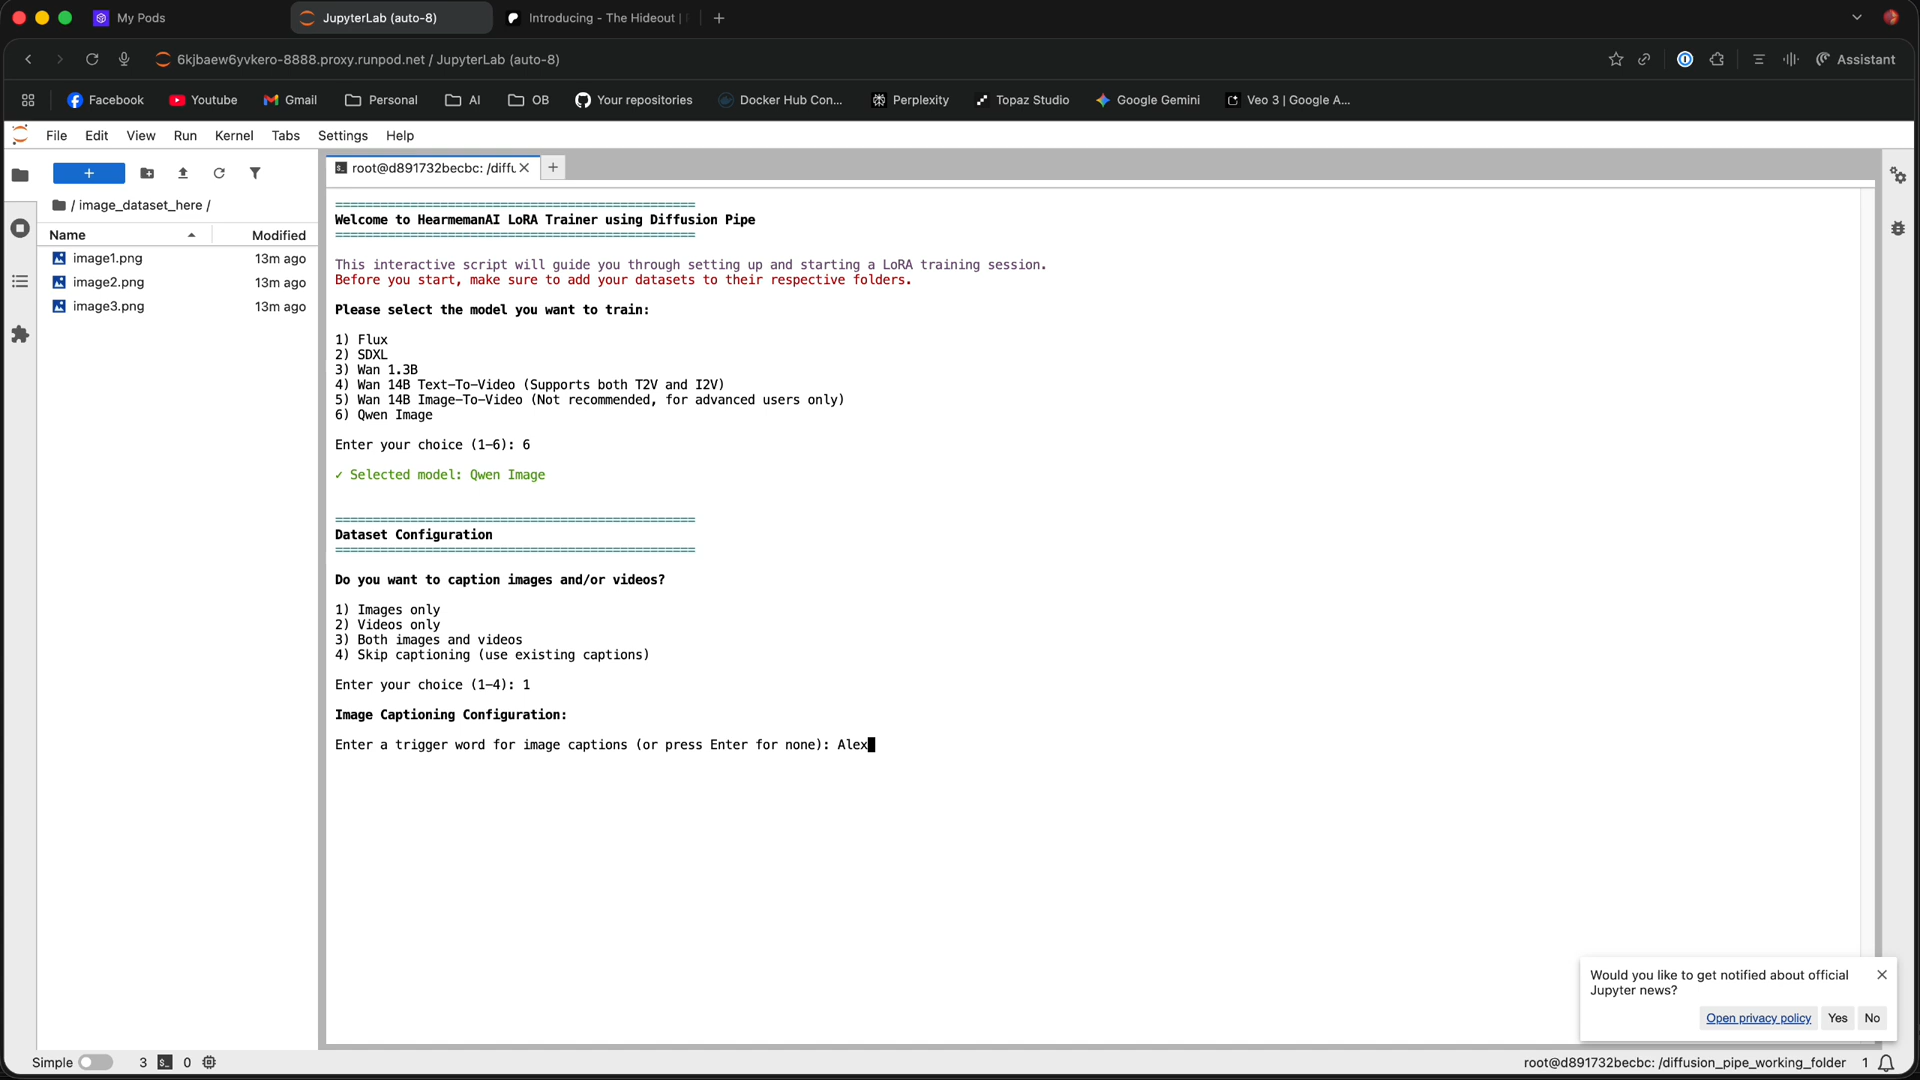 My Pods
JupyterLab (auto-8)
Introducing - The Hideout |
6kjbaew6yvkero-8888.proxy.runpod.net / JupyterLab (auto-8)
Assistant
Facebook
Youtube
Gmail
Personal
AI
OB
Your repositories
Docker Hub Con...
Perplexity
Topaz Studio
Google Gemini
Veo 3 | Google A...
File Edit View Run Kernel Tabs Settings Help
/ image_dataset_here /
Name Modified
image1.png 13m ago
image2.png 13m ago
image3.png 13m ago
root@d891732becbc: /diffu
================================================
Welcome to HearmemanAI LoRA Trainer using Diffusion Pipe
================================================
This interactive script will guide you through setting up and starting a LoRA training session.
Before you start, make sure to add your datasets to their respective folders.
Please select the model you want to train:
1) Flux
2) SDXL
3) Wan 1.3B
4) Wan 14B Text-To-Video (Supports both T2V and I2V)
5) Wan 14B Image-To-Video (Not recommended, for advanced users only)
6) Qwen Image
Enter your choice (1-6): 6
✓ Selected model: Qwen Image
================================================
Dataset Configuration
================================================
Do you want to caption images and/or videos?
1) Images only
2) Videos only
3) Both images and videos
4) Skip captioning (use existing captions)
Enter your choice (1-4): 1
Image Captioning Configuration:
Enter a trigger word for image captions (or press Enter for none): Alex
Would you like to get notified about official
Jupyter news?
Open privacy policy Yes No
Simple 3 0
root@d891732becbc: /diffusion_pipe_working_folder 1